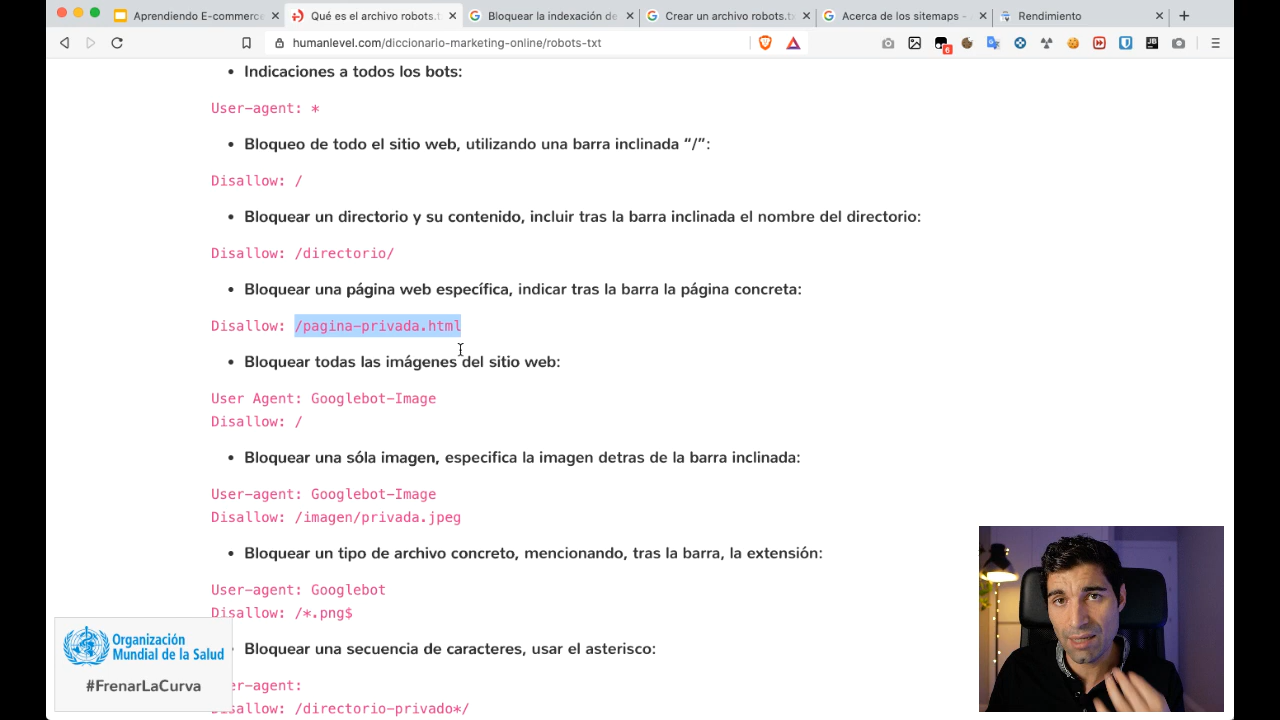 Aprendiendo E-commerce
Qué es el archivo robots.t
Bloquear la indexación de
Crear un archivo robots.tx
Acerca de los sitemaps -
Rendimiento
humanlevel.com/diccionario-marketing-online/robots-txt
6
JB
• Indicaciones a todos los bots:
User-agent: *
• Bloqueo de todo el sitio web, utilizando una barra inclinada “/”:
Disallow: /
• Bloquear un directorio y su contenido, incluir tras la barra inclinada el nombre del directorio:
Disallow: /directorio/
• Bloquear una página web específica, indicar tras la barra la página concreta:
Disallow: /pagina-privada.html
• Bloquear todas las imágenes del sitio web:
User Agent: Googlebot-Image
Disallow: /
• Bloquear una sóla imagen, especifica la imagen detras de la barra inclinada:
User-agent: Googlebot-Image
Disallow: /imagen/privada.jpeg
• Bloquear un tipo de archivo concreto, mencionando, tras la barra, la extensión:
User-agent: Googlebot
Disallow: /*.png$
Bloquear una secuencia de caracteres, usar el asterisco:
er-agent:
sallow: /directorio-privado*/
Organización
Mundial de la Salud
#FrenarLaCurva